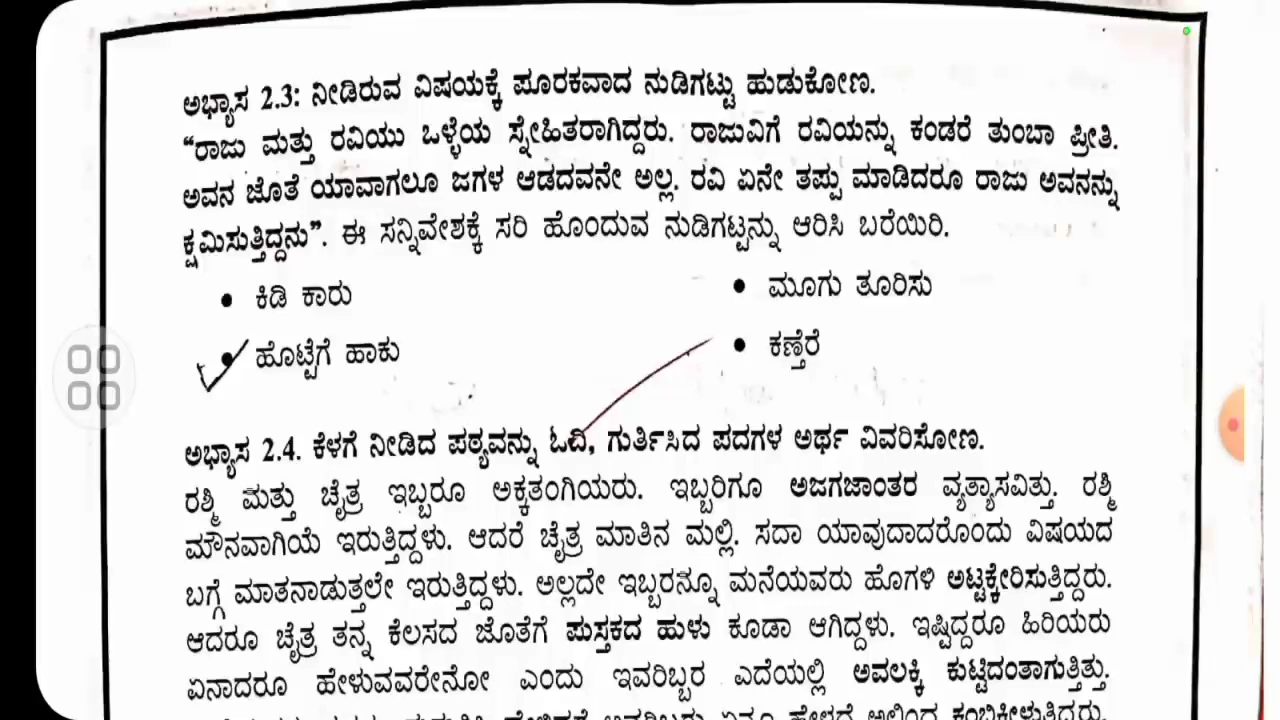 ಅಭ್ಯಾಸ 2.3: ನೀಡಿರುವ ವಿಷಯಕ್ಕೆ ಪೂರಕವಾದ ನುಡಿಗಟ್ಟು ಹುಡುಕೋಣ.
“ರಾಜು ಮತ್ತು ರವಿಯು ಒಳ್ಳೆಯ ಸ್ನೇಹಿತರಾಗಿದ್ದರು. ರಾಜುವಿಗೆ ರವಿಯನ್ನು ಕಂಡರೆ ತುಂಬಾ ಪ್ರೀತಿ.
ಅವನ ಜೊತೆ ಯಾವಾಗಲೂ ಜಗಳ ಆಡದವನೇ ಅಲ್ಲ. ರವಿ ಏನೇ ತಪ್ಪು ಮಾಡಿದರೂ ರಾಜು ಅವನನ್ನು
ಕ್ಷಮಿಸುತ್ತಿದ್ದನು”. ಈ ಸನ್ನಿವೇಶಕ್ಕೆ ಸರಿ ಹೊಂದುವ ನುಡಿಗಟ್ಟನ್ನು ಆರಿಸಿ ಬರೆಯಿರಿ.
• ಕಿಡಿ ಕಾರು
• ಮೂಗು ತೂರಿಸು
• ಹೊಟ್ಟೆಗೆ ಹಾಕು
• ಕಣ್ತೆರೆ
ಅಭ್ಯಾಸ 2.4. ಕೆಳಗೆ ನೀಡಿದ ಪಠ್ಯವನ್ನು ಓದಿ, ಗುರ್ತಿಸಿದ ಪದಗಳ ಅರ್ಥ ವಿವರಿಸೋಣ.
ರಶ್ಮಿ ಮತ್ತು ಚೈತ್ರ ಇಬ್ಬರೂ ಅಕ್ಕತಂಗಿಯರು. ಇಬ್ಬರಿಗೂ ಅಜಗಜಾಂತರ ವ್ಯತ್ಯಾಸವಿತ್ತು. ರಶ್ಮಿ
ಮೌನವಾಗಿಯೆ ಇರುತ್ತಿದ್ದಳು. ಆದರೆ ಚೈತ್ರ ಮಾತಿನ ಮಲ್ಲಿ. ಸದಾ ಯಾವುದಾದರೊಂದು ವಿಷಯದ
ಬಗ್ಗೆ ಮಾತನಾಡುತ್ತಲೇ ಇರುತ್ತಿದ್ದಳು. ಅಲ್ಲದೇ ಇಬ್ಬರನ್ನೂ ಮನೆಯವರು ಹೊಗಳಿ ಅಟ್ಟಕ್ಕೇರಿಸುತ್ತಿದ್ದರು.
ಆದರೂ ಚೈತ್ರ ತನ್ನ ಕೆಲಸದ ಜೊತೆಗೆ ಪುಸ್ತಕದ ಹುಳು ಕೂಡಾ ಆಗಿದ್ದಳು. ಇಷ್ಟಿದ್ದರೂ ಹಿರಿಯರು
ಏನಾದರೂ ಹೇಳುವವರೇನೋ ಎಂದು ಇವರಿಬ್ಬರ ಎದೆಯಲ್ಲಿ ಅವಲಕ್ಕಿ ಕುಟ್ಟಿದಂತಾಗುತ್ತಿತ್ತು.